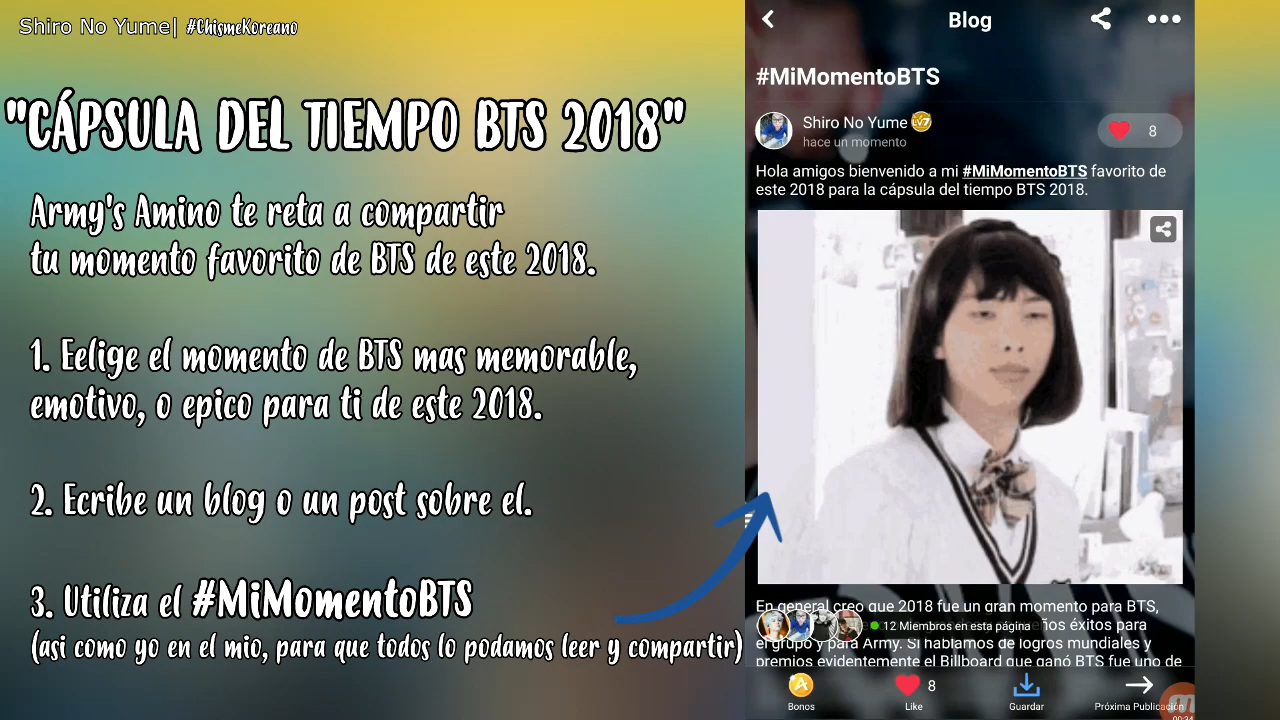 Shiro No Yume| #ChismeKoreano
"CÁPSULA DEL TIEMPO BTS 2018"
Army's Amino te reta a compartir
tu momento favorito de BTS de este 2018.
1. Eelige el momento de BTS mas memorable,
emotivo, o epico para ti de este 2018.
2. Ecribe un blog o un post sobre el.
3. Utiliza el #MiMomentoBTS
(asi como yo en el mio, para que todos lo podamos leer y compartir)
Blog
#MiMomentoBTS
Shiro No Yume LV7
hace un momento
8
Hola amigos bienvenido a mi #MiMomentoBTS favorito de
este 2018 para la cápsula del tiempo BTS 2018.
En general creo que 2018 fue un gran momento para BTS,
éxitos para
12 Miembros en esta página
el grupo y para Army. Si hablamos de logros mundiales y
premios evidentemente el Billboard que ganó BTS fue uno de
Bonos
8
Like
Guardar
Próxima Publicación
00:34